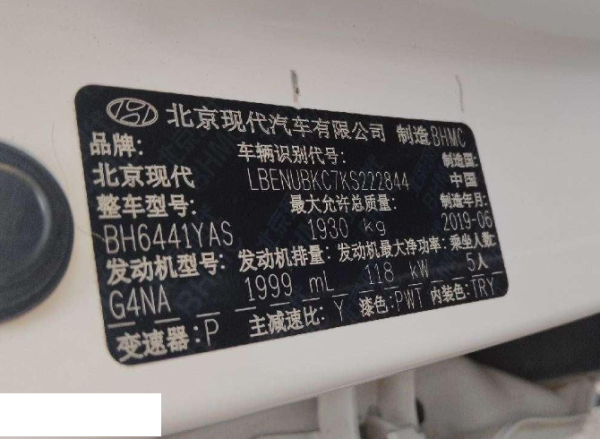 北京现代汽车有限公司 制造BHMC
品牌: 车辆识别代号: 制造国:
北京现代 LBENUBKC7KS222844 中国
整车型号: 最大允许总质量: 制造年月:
BH6441YAS 1930 kg 2019-06
发动机型号: 发动机排量: 发动机最大净功率: 乘坐人数:
G4NA 1999 mL 118 kW 5人
变速器: P 主减速比: Y 漆色: PWT 内装色: TRY